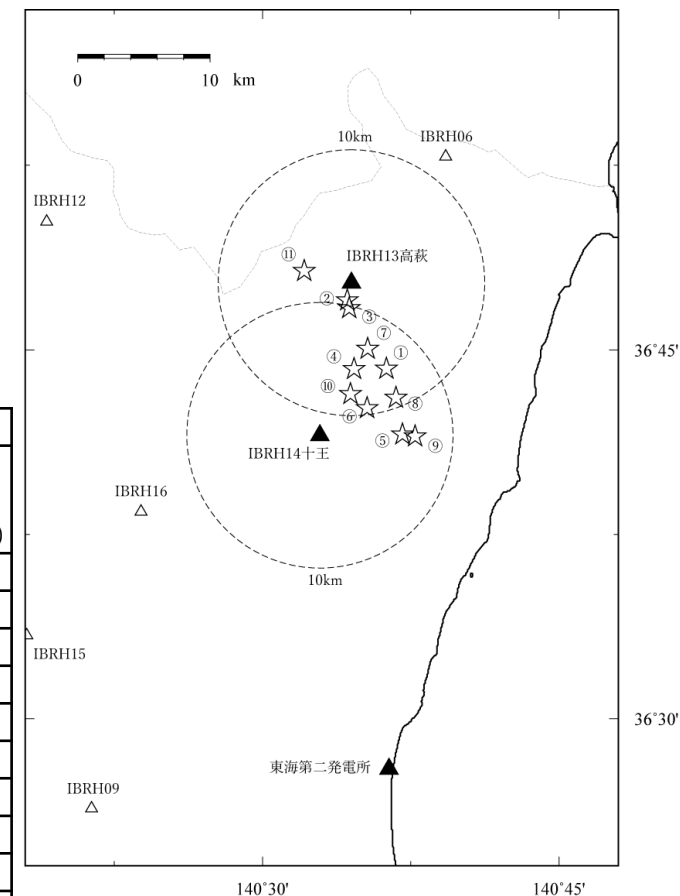 0 10 km
10km
IBRH06
IBRH12
IBRH13高萩
⑪
②
③
⑦
①
④
36˚45'
⑩
⑧
⑥
⑤
⑨
IBRH14十王
IBRH16
)
10km
IBRH15
36˚30'
東海第二発電所
IBRH09
140˚30'
140˚45'